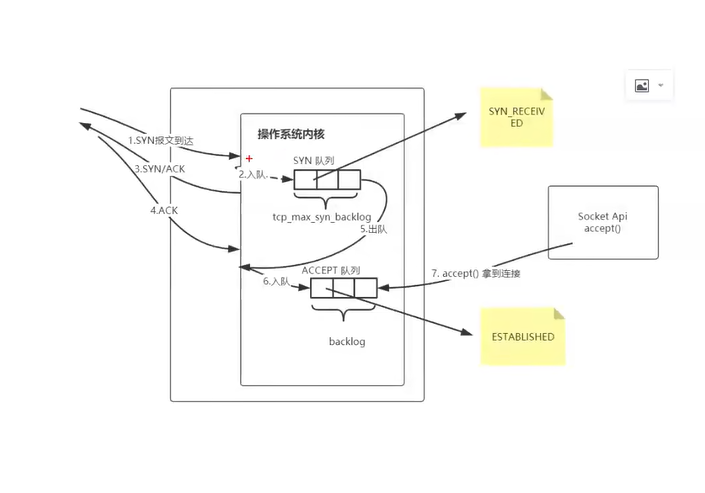 SYN_RECEIV
ED
操作系统内核
1.SYN报文到达
SYN 队列
3.SYN/ACK
2.入队.
4.ACK
tcp_max_syn_backlog
5.出队
Socket Api
accept()
ACCEPT 队列
7. accept() 拿到连接
6.入队
backlog
ESTABLISHED